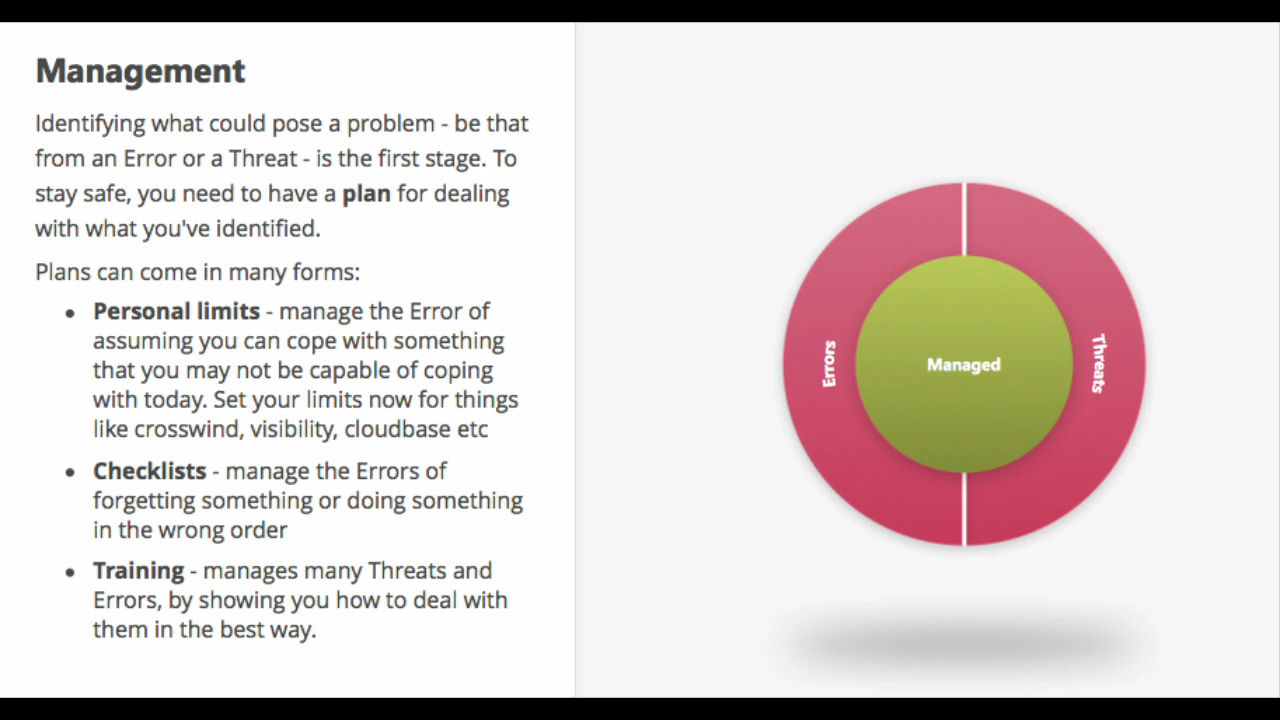 Management
Identifying what could pose a problem - be that
from an Error or a Threat - is the first stage. To
stay safe, you need to have a plan for dealing
with what you've identified.
Plans can come in many forms:
• Personal limits - manage the Error of
assuming you can cope with something
that you may not be capable of coping
with today. Set your limits now for things
like crosswind, visibility, cloudbase etc
• Checklists - manage the Errors of
forgetting something or doing something
in the wrong order
• Training - manages many Threats and
Errors, by showing you how to deal with
them in the best way.
Errors
Managed
Threats